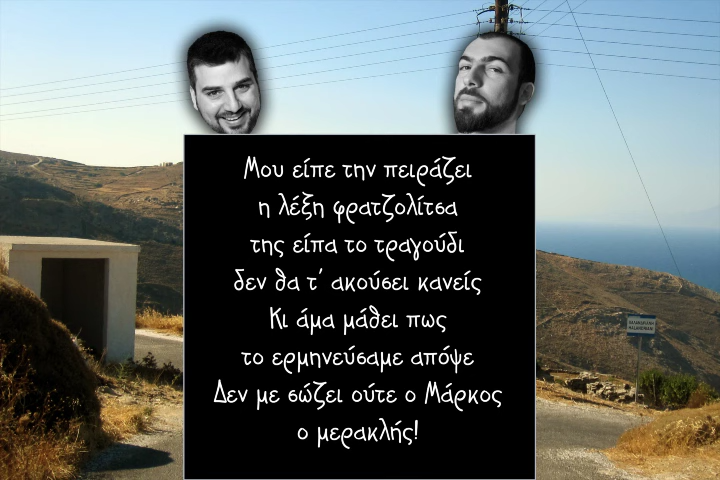 Μου είπε την πειράζει
η λέξη φρατζολίτσα
της είπα το τραγούδι
δεν θα τ' ακούσει κανείς
Κι άμα μάθει πως
το ερμηνεύσαμε απόψε
Δεν με σώζει ούτε ο Μάρκος
ο μερακλής!